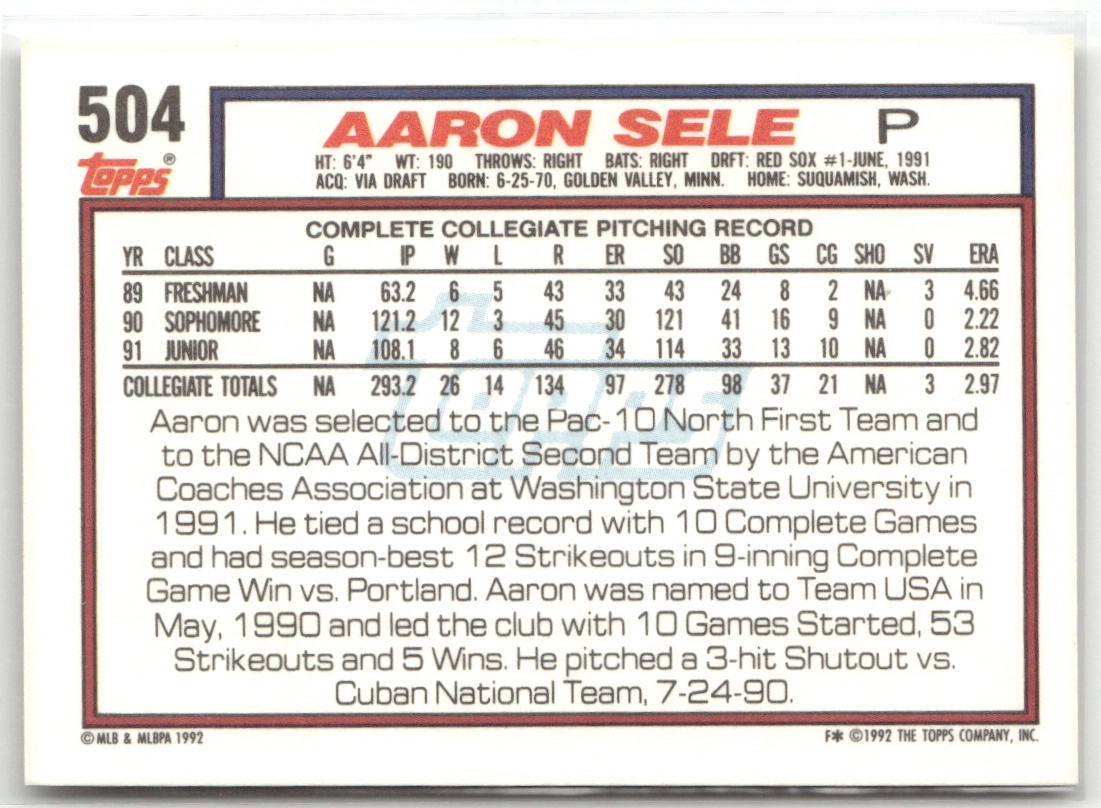 504 AARON SELE P
Topps®
HT: 6'4" WT: 190 THROWS: RIGHT BATS: RIGHT DRFT: RED SOX #1-JUNE, 1991
ACQ: VIA DRAFT BORN: 6-25-70, GOLDEN VALLEY, MINN. HOME: SUQUAMISH, WASH.
COMPLETE COLLEGIATE PITCHING RECORD
YR CLASS G IP W L R ER SO BB GS CG SHO SV ERA
89 FRESHMAN NA 63.2 6 5 43 33 43 24 8 2 NA 3 4.66
90 SOPHOMORE NA 121.2 12 3 45 30 121 41 16 9 NA 0 2.22
91 JUNIOR NA 108.1 8 6 46 34 114 33 13 10 NA 0 2.82
COLLEGIATE TOTALS NA 293.2 26 14 134 97 278 98 37 21 NA 3 2.97
Topps
Aaron was selected to the Pac-10 North First Team and
to the NCAA All-District Second Team by the American
Coaches Association at Washington State University in
1991. He tied a school record with 10 Complete Games
and had season-best 12 Strikeouts in 9-inning Complete
Game Win vs. Portland. Aaron was named to Team USA in
May, 1990 and led the club with 10 Games Started, 53
Strikeouts and 5 Wins. He pitched a 3-hit Shutout vs.
Cuban National Team, 7-24-90.
© MLB & MLBPA 1992 F✱ ©1992 THE TOPPS COMPANY, INC.